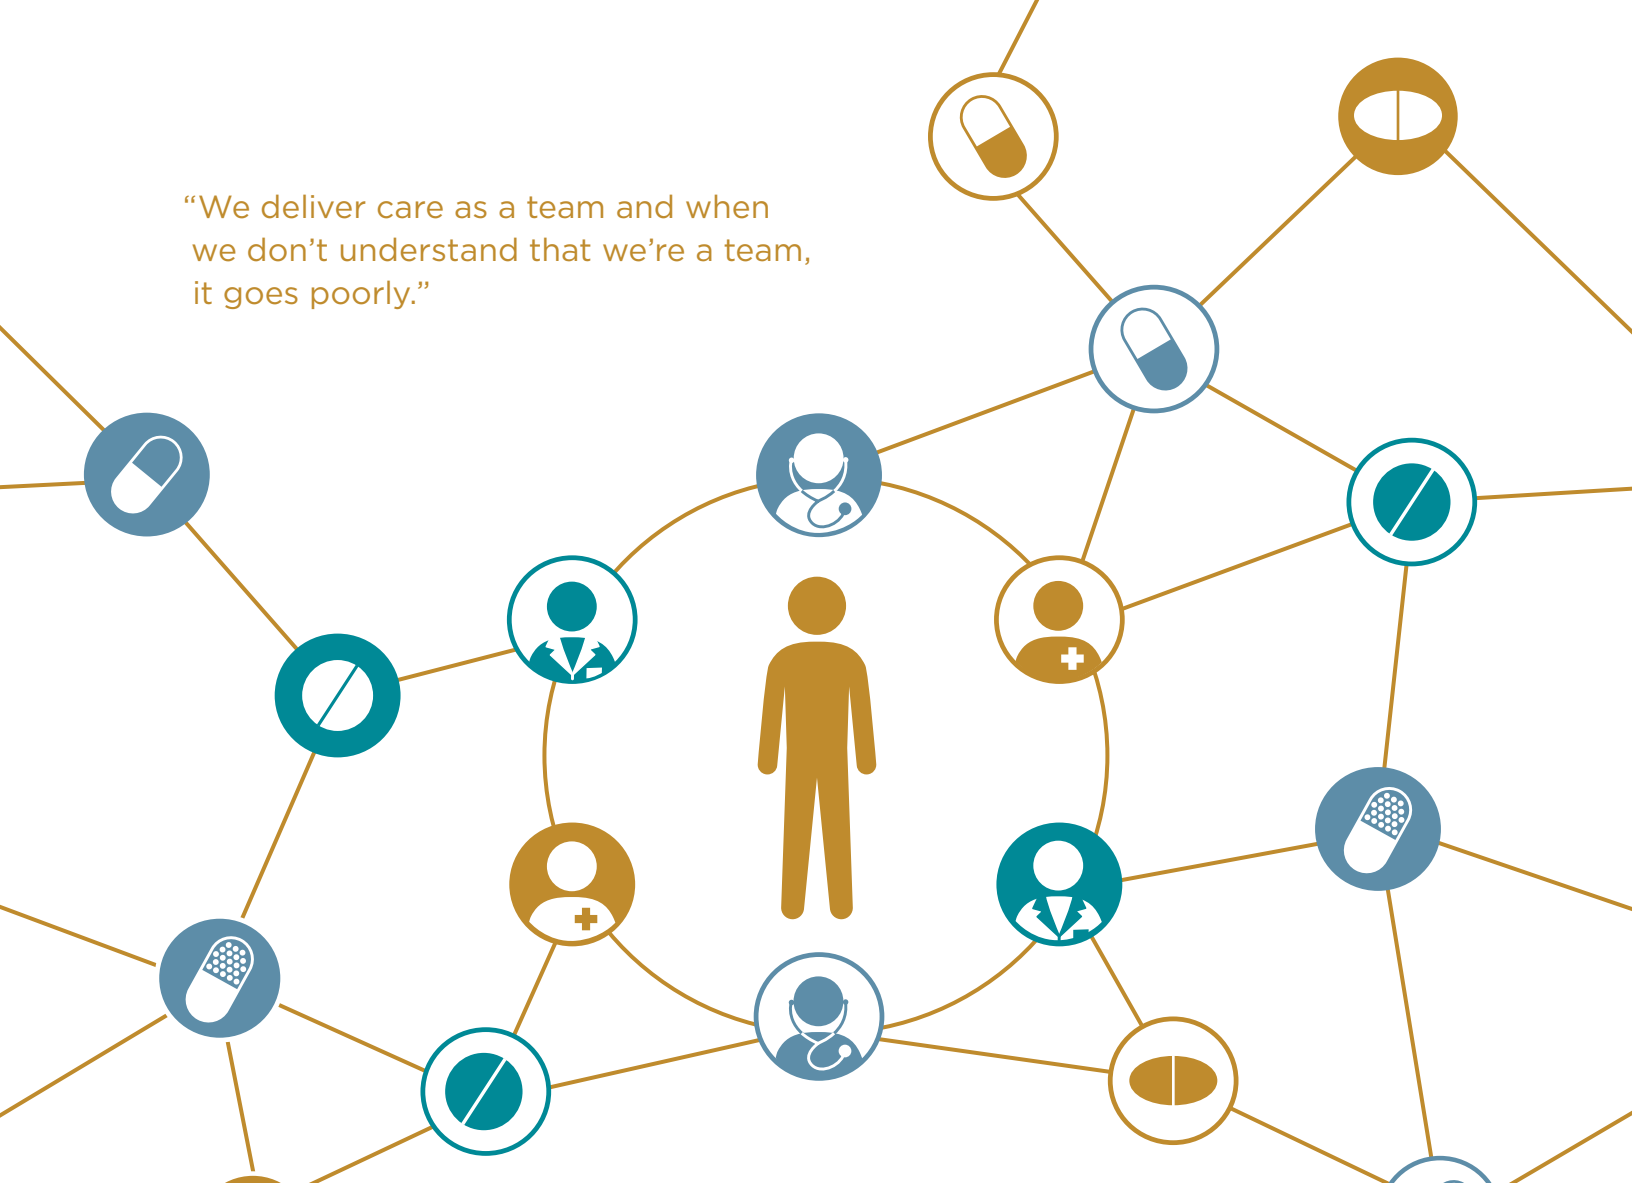 “We deliver care as a team and when
we don’t understand that we’re a team,
it goes poorly.”